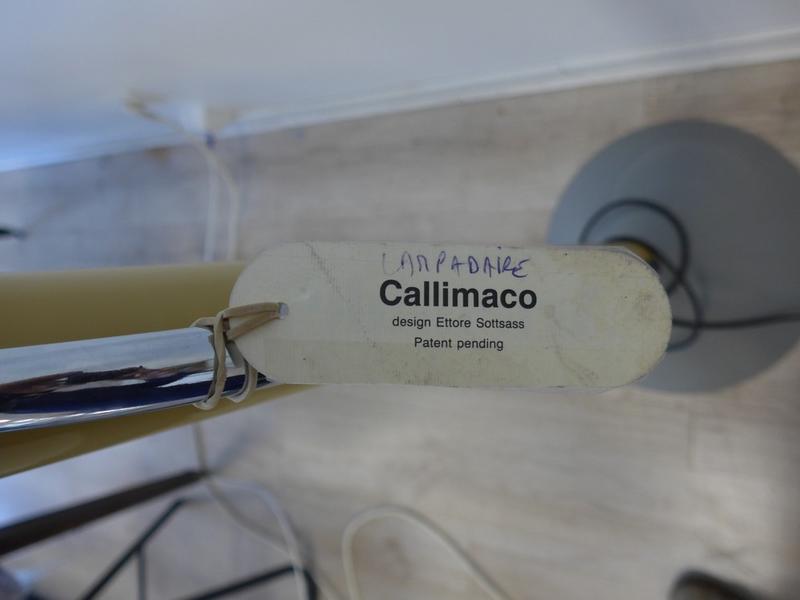 LAMPADAIRE
Callimaco
design Ettore Sottsass
Patent pending